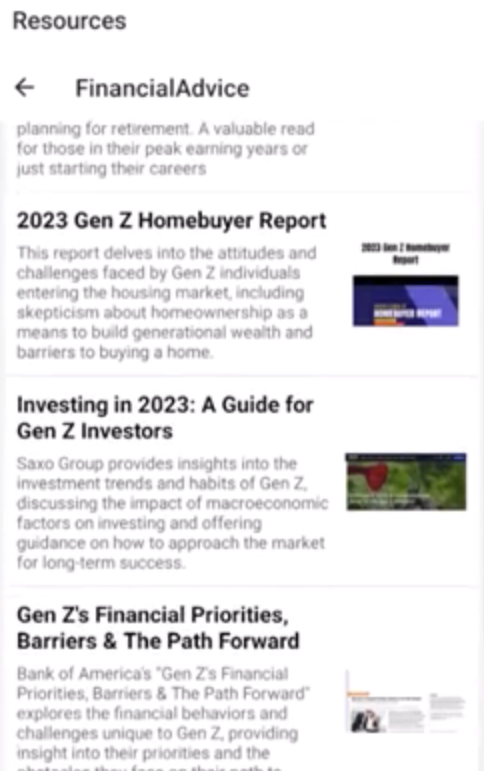 Resources
← FinancialAdvice
planning for retirement. A valuable read
for those in their peak earning years or
just starting their careers
2023 Gen Z Homebuyer Report
This report delves into the attitudes and
challenges faced by Gen Z individuals
entering the housing market, including
skepticism about homeownership as a
means to build generational wealth and
barriers to buying a home.
2023 Gen Z Homebuyer
Report
HOMEBUYER REPORT
Investing in 2023: A Guide for
Gen Z Investors
Saxo Group provides insights into the
investment trends and habits of Gen Z,
discussing the impact of macroeconomic
factors on investing and offering
guidance on how to approach the market
for long-term success.
Gen Z's Financial Priorities,
Barriers & The Path Forward
Bank of America's "Gen Z's Financial
Priorities, Barriers & The Path Forward"
explores the financial behaviors and
challenges unique to Gen Z, providing
insight into their priorities and the
obstacles they face on their path to